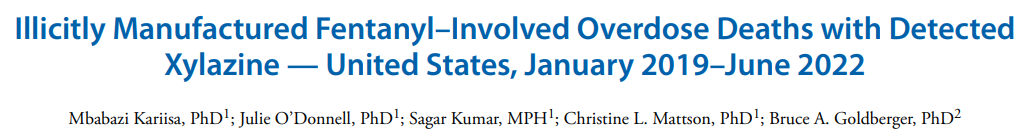 Illicitly Manufactured Fentanyl–Involved Overdose Deaths with Detected
Xylazine — United States, January 2019–June 2022
Mbabazi Kariisa, PhD1; Julie O’Donnell, PhD1; Sagar Kumar, MPH1; Christine L. Mattson, PhD1; Bruce A. Goldberger, PhD2